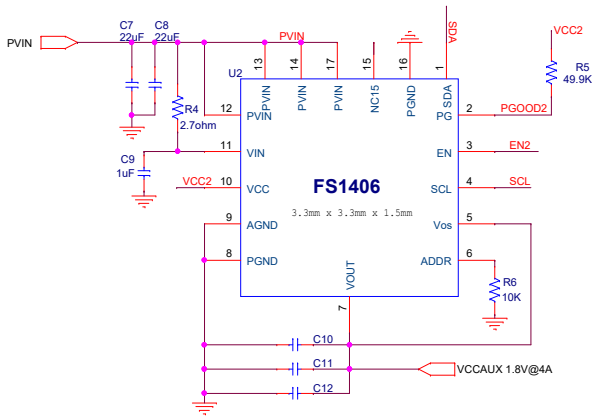 C7 C8
22uF 22uF
PVIN
PVIN
SDA
VCC2
U2
13 14 17 15 16 1
R5
49.9K
PVIN PVIN PVIN NC15 PGND SDA
R4
2.7ohm
12 PVIN
PG 2 PGOOD2
11 VIN
EN 3 EN2
C9
1uF
VCC2 10 VCC
FS1406
SCL 4 SCL
3.3mm x 3.3mm x 1.5mm
9 AGND
Vos 5
8 PGND
ADDR 6
VOUT
R6
10K
7
C10
C11
VCCAUX 1.8V@4A
C12